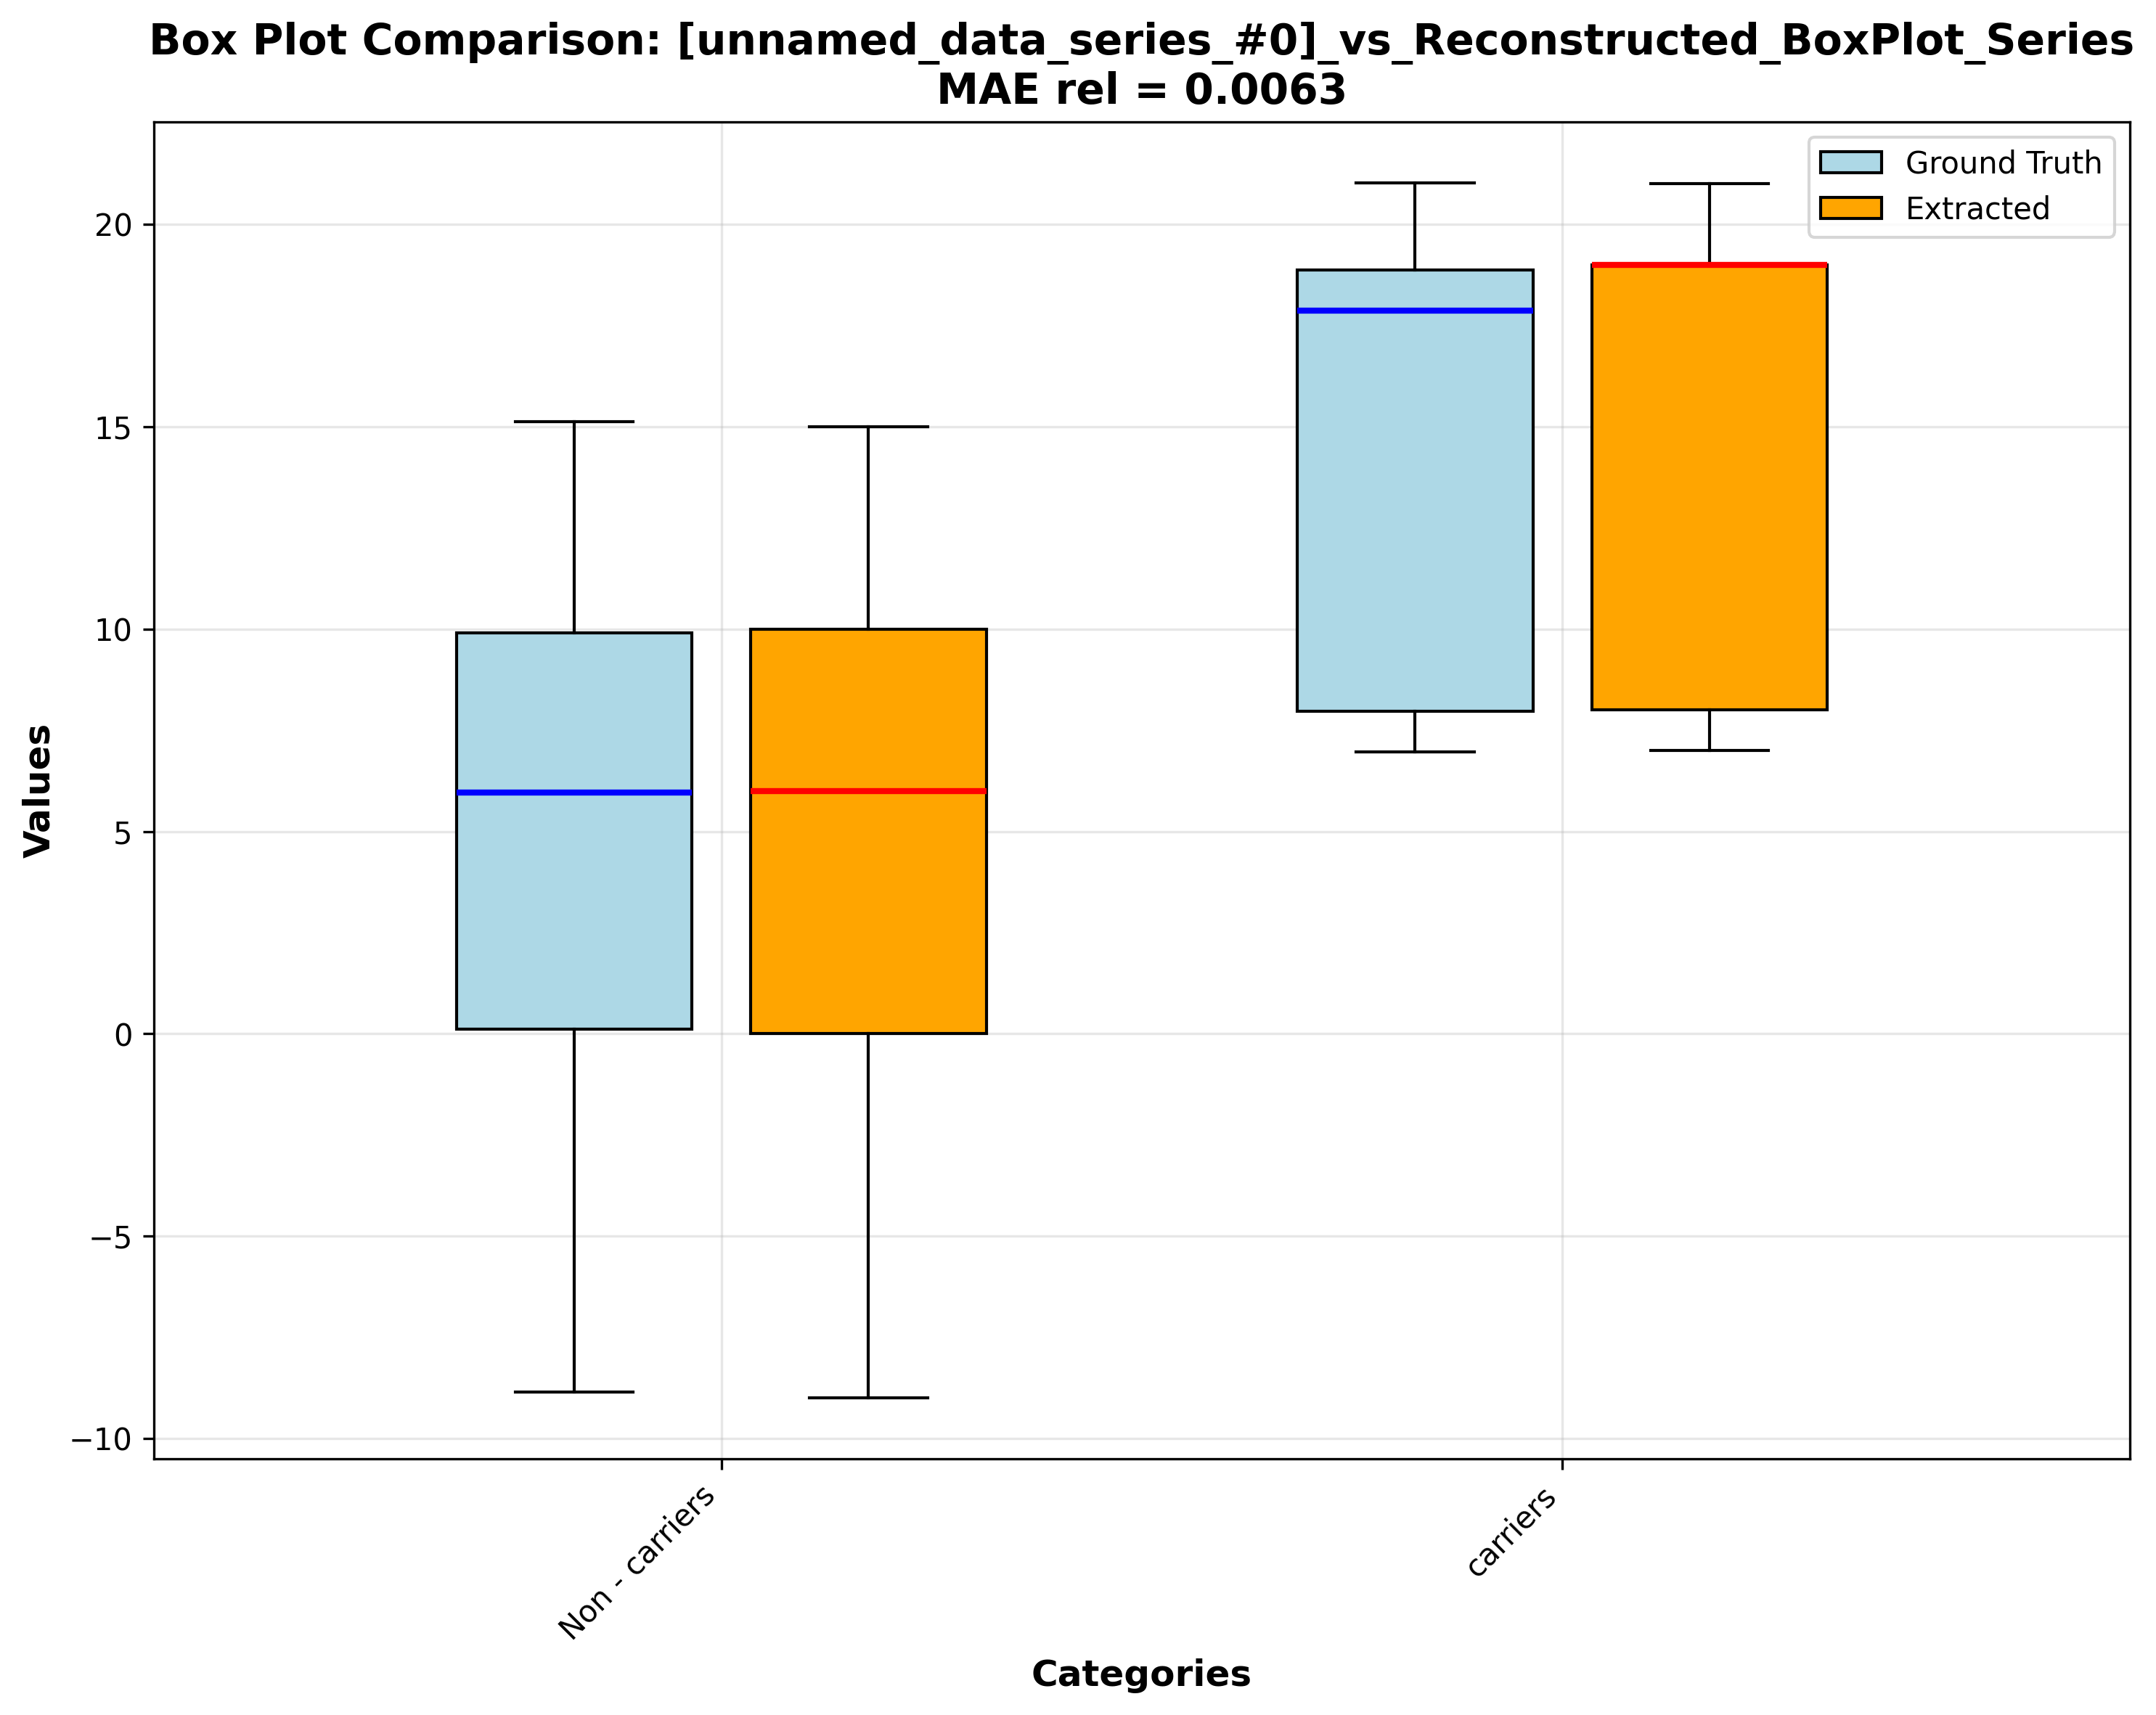 Box Plot Comparison: [unnamed_data_series_#0]_vs_Reconstructed_BoxPlot_Series
MAE rel = 0.0063
Ground Truth
Extracted
20
15
10
5
0
−5
−10
Values
Non - carriers
carriers
Categories